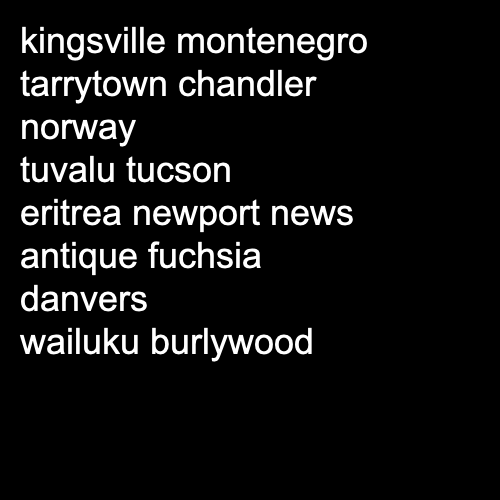 kingsville montenegro
tarrytown chandler
norway
tuvalu tucson
eritrea newport news
antique fuchsia
danvers
wailuku burlywood